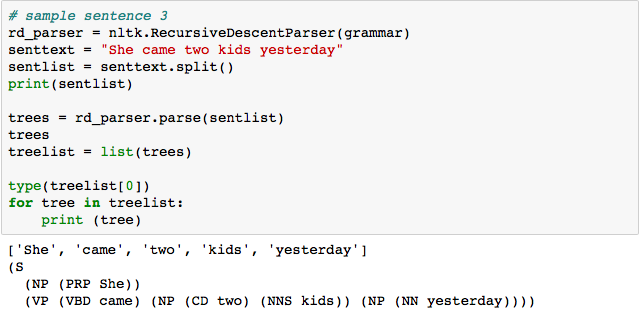 # sample sentence 3
rd_parser = nltk.RecursiveDescentParser(grammar)
senttext = "She came two kids yesterday"
sentlist = senttext.split()
print(sentlist)

trees = rd_parser.parse(sentlist)
trees
treelist = list(trees)

type(treelist[0])
for tree in treelist:
    print (tree)
['She', 'came', 'two', 'kids', 'yesterday']
(S
  (NP (PRP She))
  (VP (VBD came) (NP (CD two) (NNS kids)) (NP (NN yesterday))))